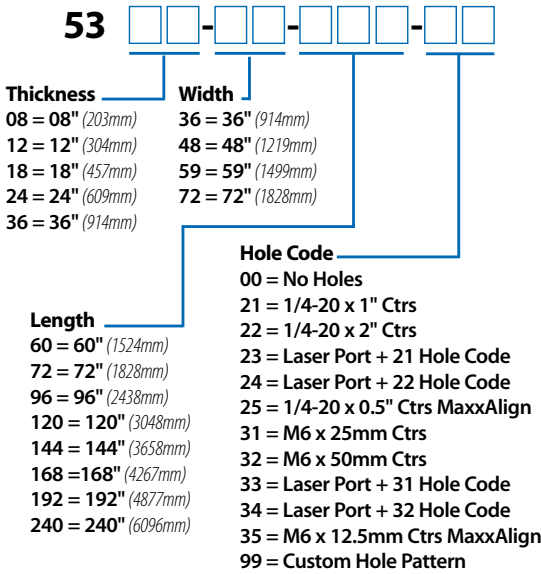 53 - - -
Thickness
08 = 08" (203mm)
12 = 12" (304mm)
18 = 18" (457mm)
24 = 24" (609mm)
36 = 36" (914mm)
Width
36 = 36" (914mm)
48 = 48" (1219mm)
59 = 59" (1499mm)
72 = 72" (1828mm)
Length
60 = 60" (1524mm)
72 = 72" (1828mm)
96 = 96" (2438mm)
120 = 120" (3048mm)
144 = 144" (3658mm)
168 =168" (4267mm)
192 = 192" (4877mm)
240 = 240" (6096mm)
Hole Code
00 = No Holes
21 = 1/4-20 x 1" Ctrs
22 = 1/4-20 x 2" Ctrs
23 = Laser Port + 21 Hole Code
24 = Laser Port + 22 Hole Code
25 = 1/4-20 x 0.5" Ctrs MaxxAlign
31 = M6 x 25mm Ctrs
32 = M6 x 50mm Ctrs
33 = Laser Port + 31 Hole Code
34 = Laser Port + 32 Hole Code
35 = M6 x 12.5mm Ctrs MaxxAlign
99 = Custom Hole Pattern